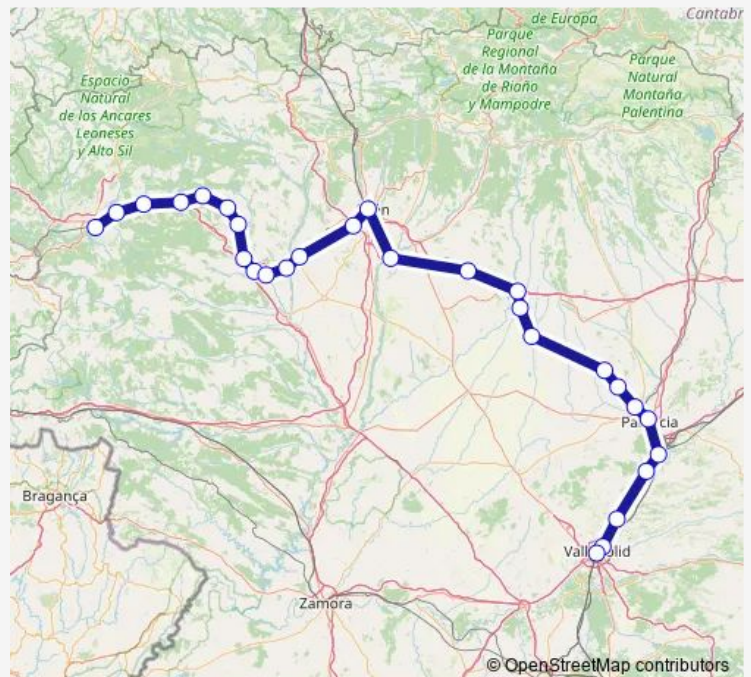 de Europa
Cantabr
Parque
Regional
de la Montaña
de Riaño
y Mampodre
Parque
Natural
Montaña
Palentina
Espacio
Natural
de los Ancares
Leoneses
y Alto Sil
Bragança
Zamora
© OpenStreetMap contributors